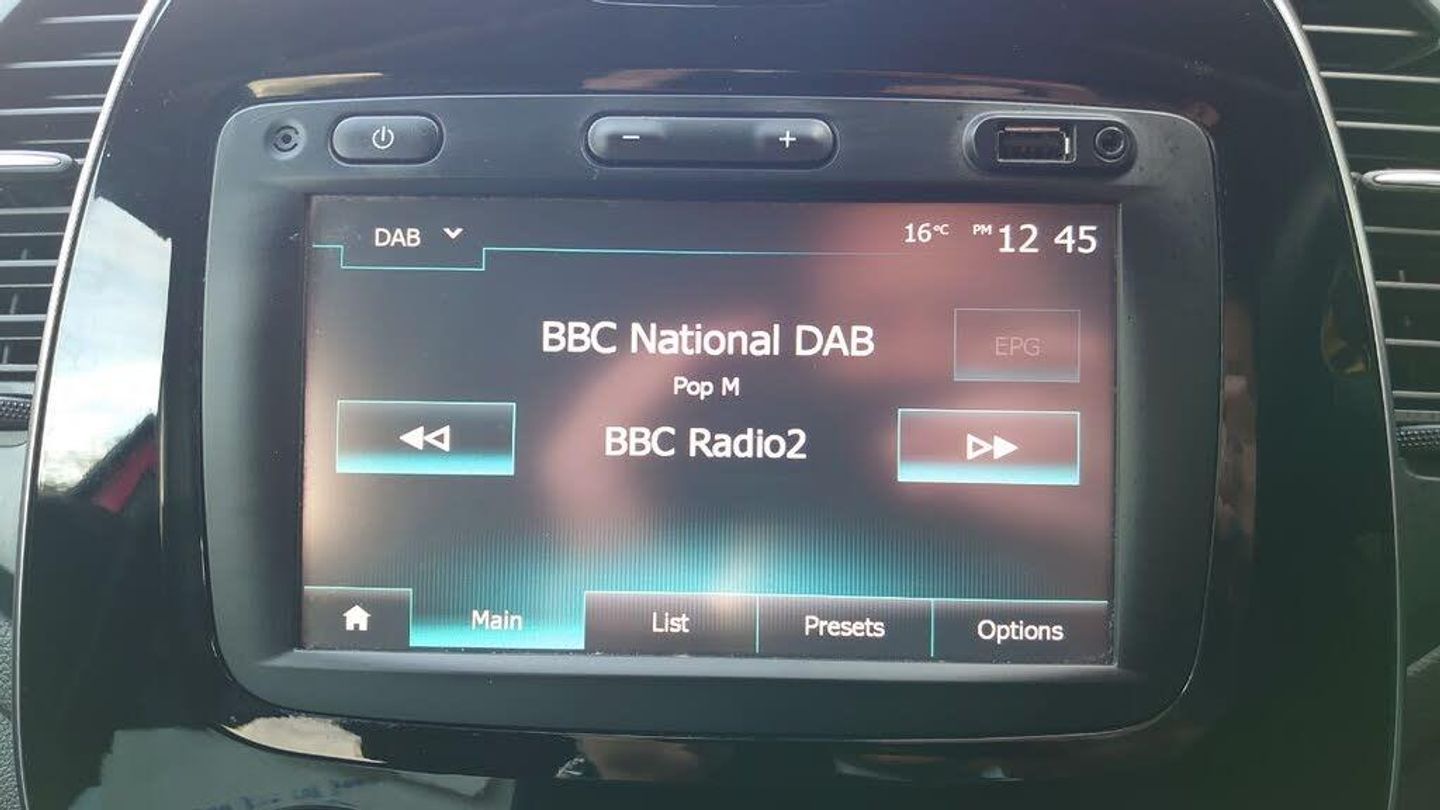 − +
DAB 16°C PM 12 45
BBC National DAB
EPG
Pop M
BBC Radio2
Main List Presets Options